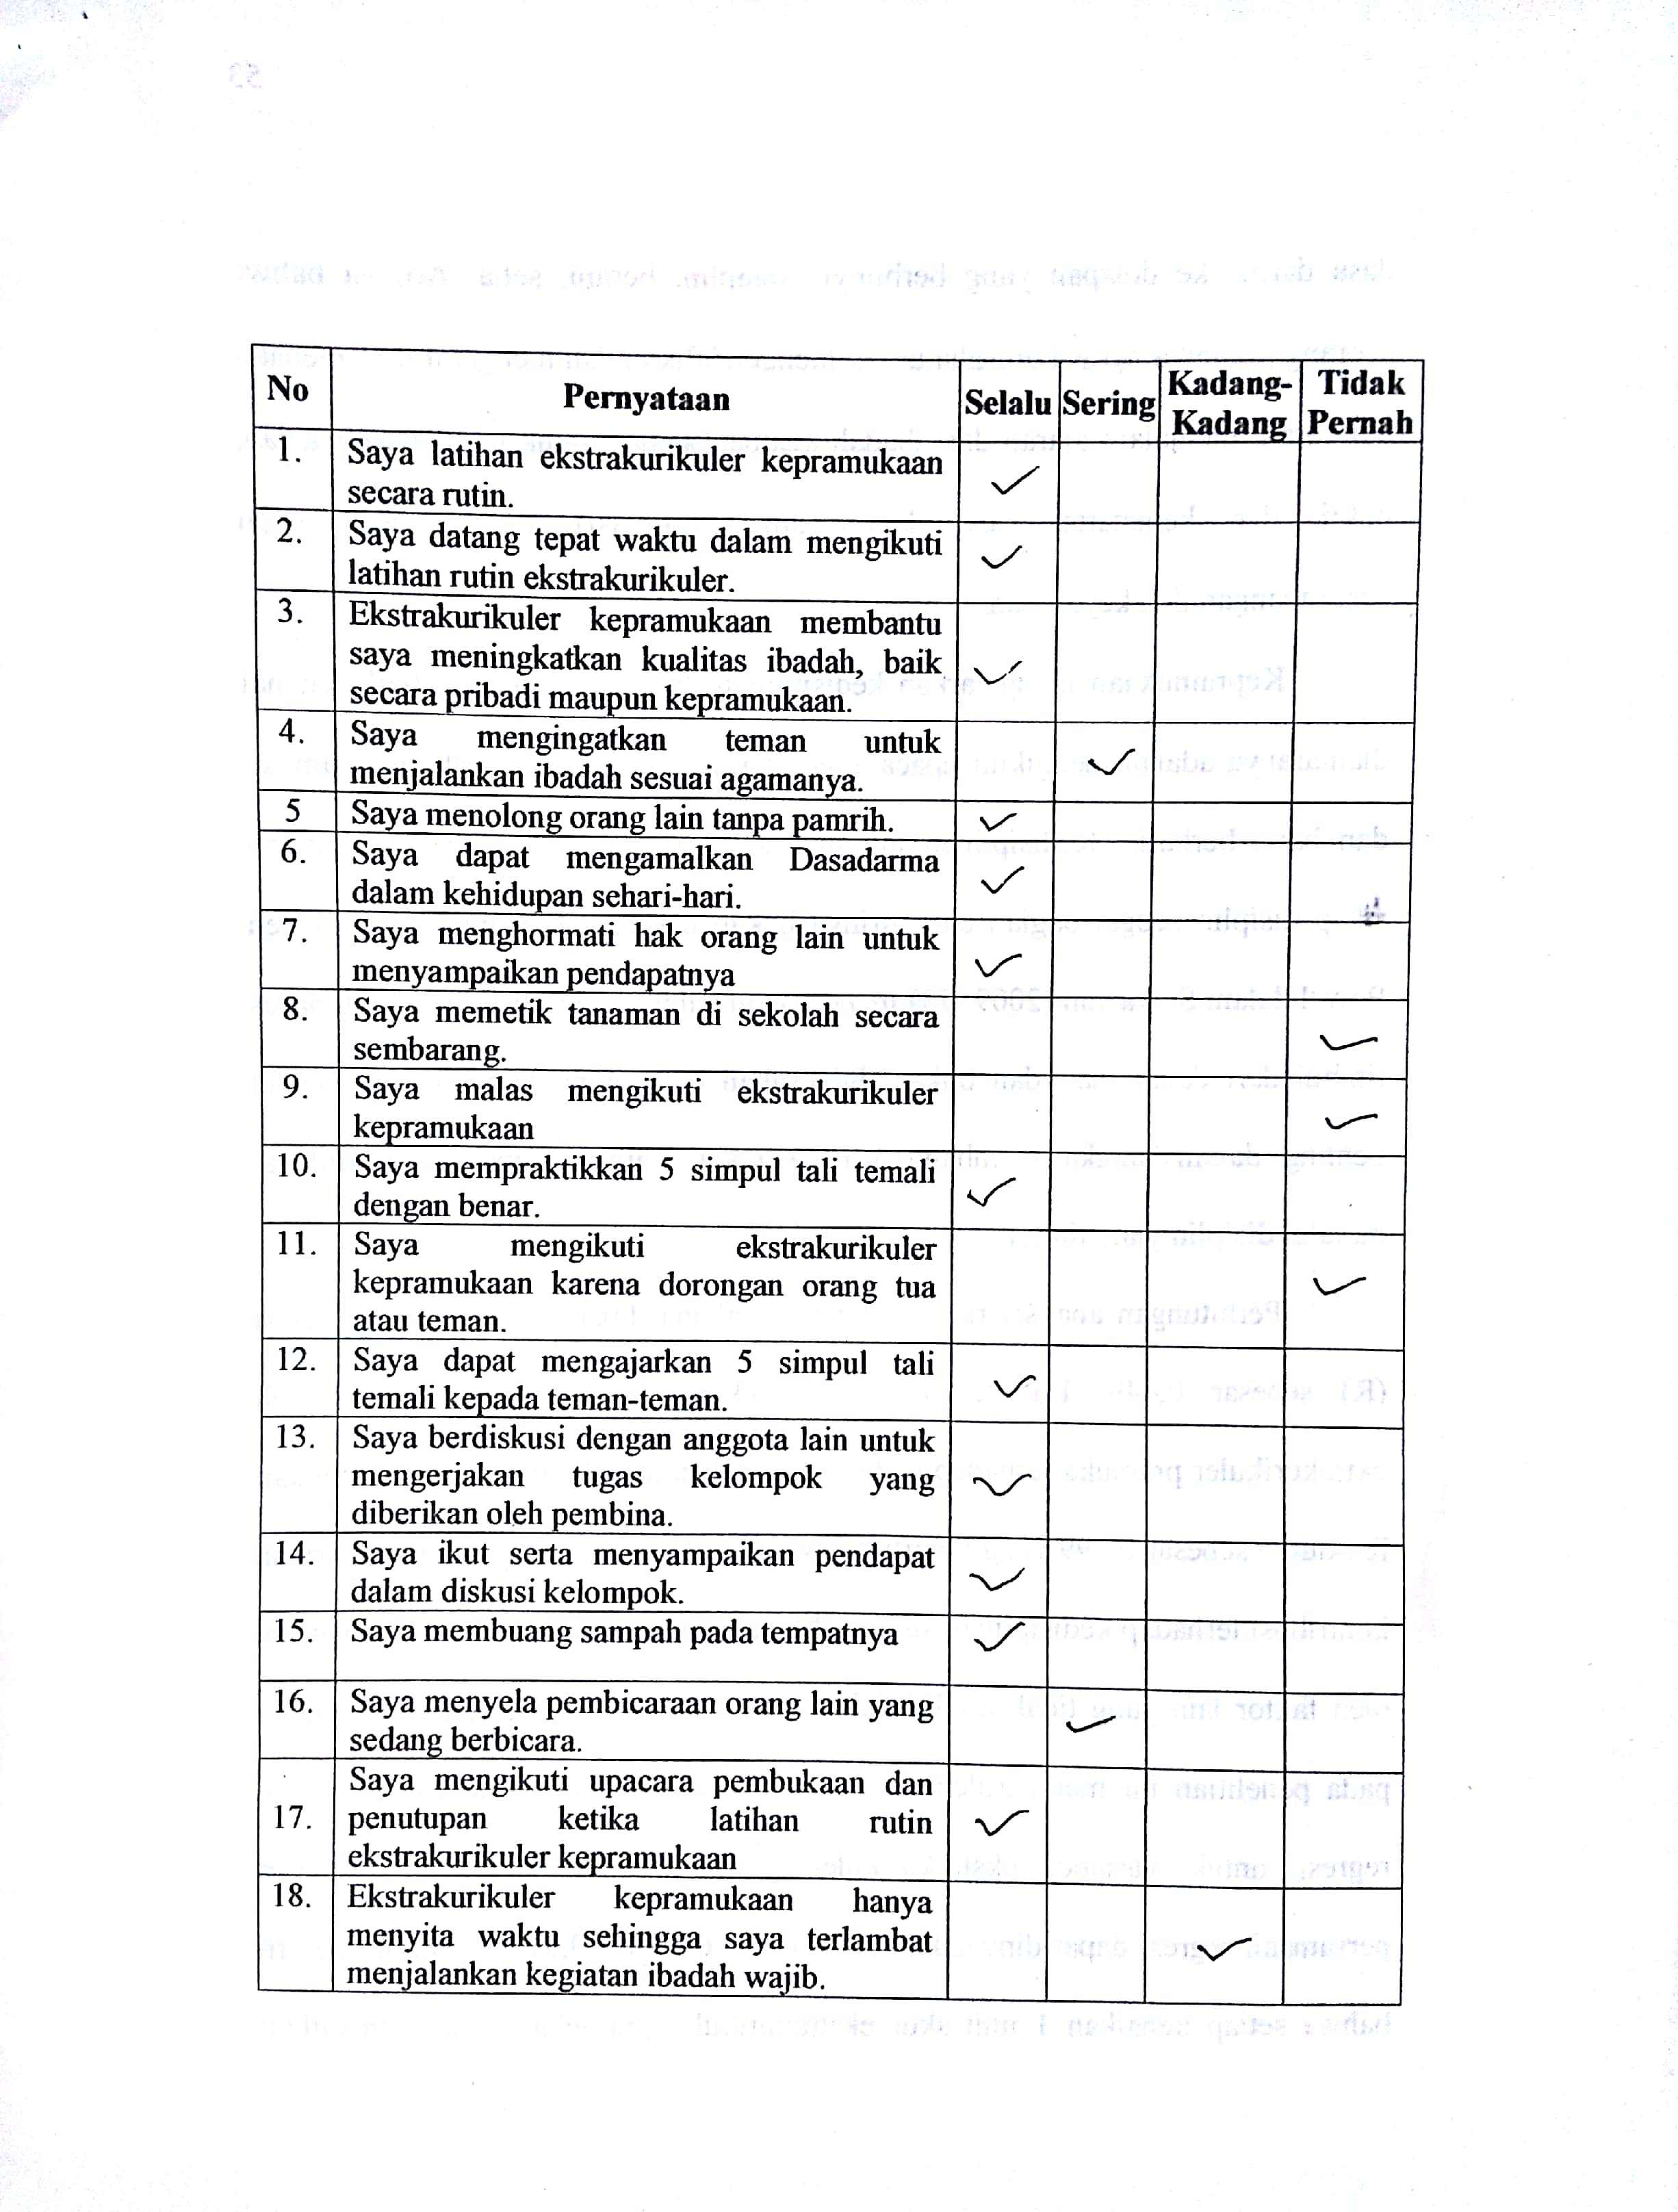 No Pernyataan Selalu Sering Kadang-Kadang Tidak Pernah
1. Saya latihan ekstrakurikuler kepramukaan
secara rutin. ✓
2. Saya datang tepat waktu dalam mengikuti
latihan rutin ekstrakurikuler. ✓
3. Ekstrakurikuler kepramukaan membantu
saya meningkatkan kualitas ibadah, baik ✓
secara pribadi maupun kepramukaan.
4. Saya mengingatkan teman untuk
menjalankan ibadah sesuai agamanya. ✓
5 Saya menolong orang lain tanpa pamrih. ✓
6. Saya dapat mengamalkan Dasadarma
dalam kehidupan sehari-hari. ✓
7. Saya menghormati hak orang lain untuk
menyampaikan pendapatnya ✓
8. Saya memetik tanaman di sekolah secara
sembarang. ✓
9. Saya malas mengikuti ekstrakurikuler
kepramukaan ✓
10. Saya mempraktikkan 5 simpul tali temali
dengan benar. ✓
11. Saya mengikuti ekstrakurikuler
kepramukaan karena dorongan orang tua ✓
atau teman.
12. Saya dapat mengajarkan 5 simpul tali
temali kepada teman-teman. ✓
13. Saya berdiskusi dengan anggota lain untuk
mengerjakan tugas kelompok yang ✓
diberikan oleh pembina.
14. Saya ikut serta menyampaikan pendapat
dalam diskusi kelompok. ✓
15. Saya membuang sampah pada tempatnya ✓
16. Saya menyela pembicaraan orang lain yang
sedang berbicara. ✓
Saya mengikuti upacara pembukaan dan
17. penutupan ketika latihan rutin ✓
ekstrakurikuler kepramukaan
18. Ekstrakurikuler kepramukaan hanya
menyita waktu sehingga saya terlambat ✓
menjalankan kegiatan ibadah wajib.